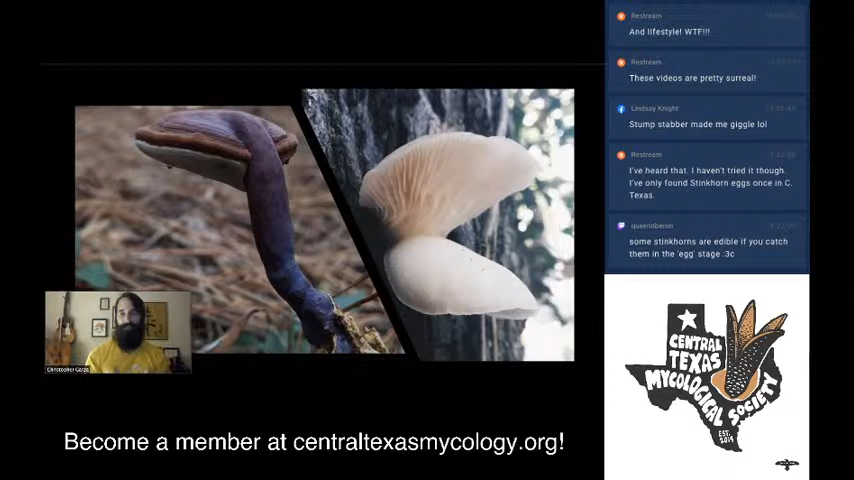 Restream
And lifestyle! WTF!!!
Restream
These videos are pretty surreal!
Lindsay Knight
Stump stabber made me giggle lol
Restream
I've heard that. I haven't tried it though.
I've only found Stinkhorn eggs once in C.
Texas.
queenoberon
some stinkhorns are edible if you catch
them in the 'egg' stage :3c
CENTRAL
TEXAS
MYCOLOGICAL SOCIETY
EST.
2019
Become a member at centraltexasmycology.org!